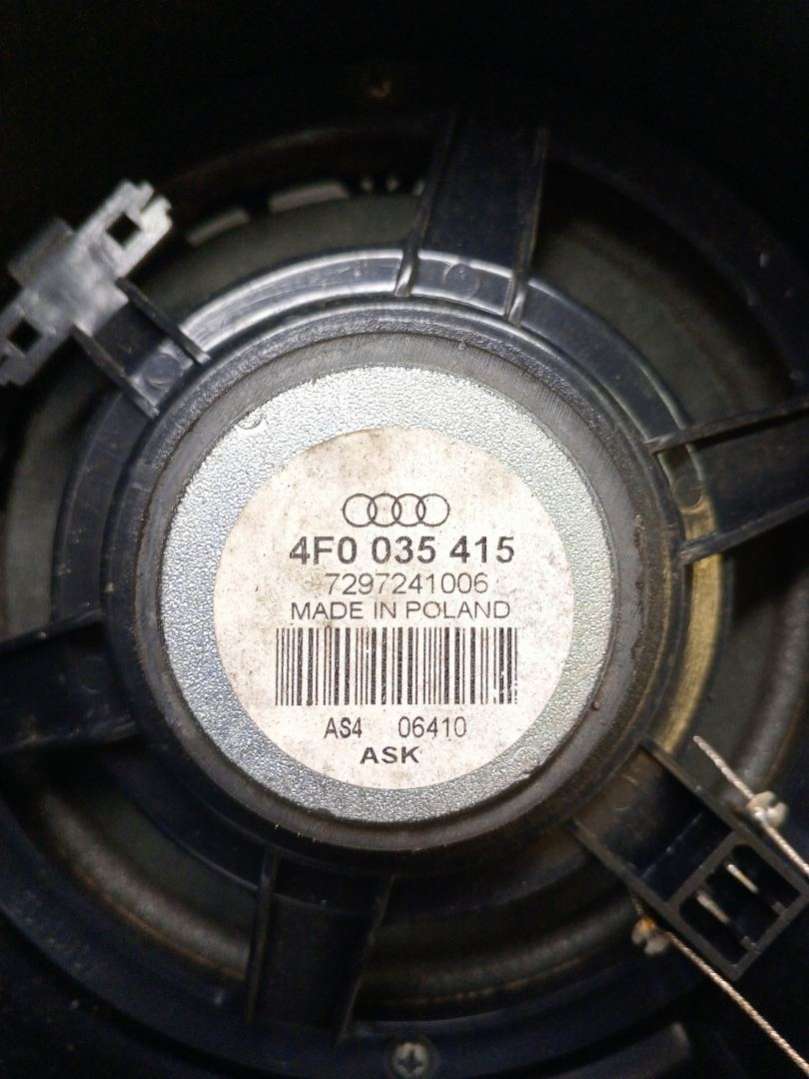 4F0 035 415
7297241006
MADE IN POLAND
AS4 06410
ASK